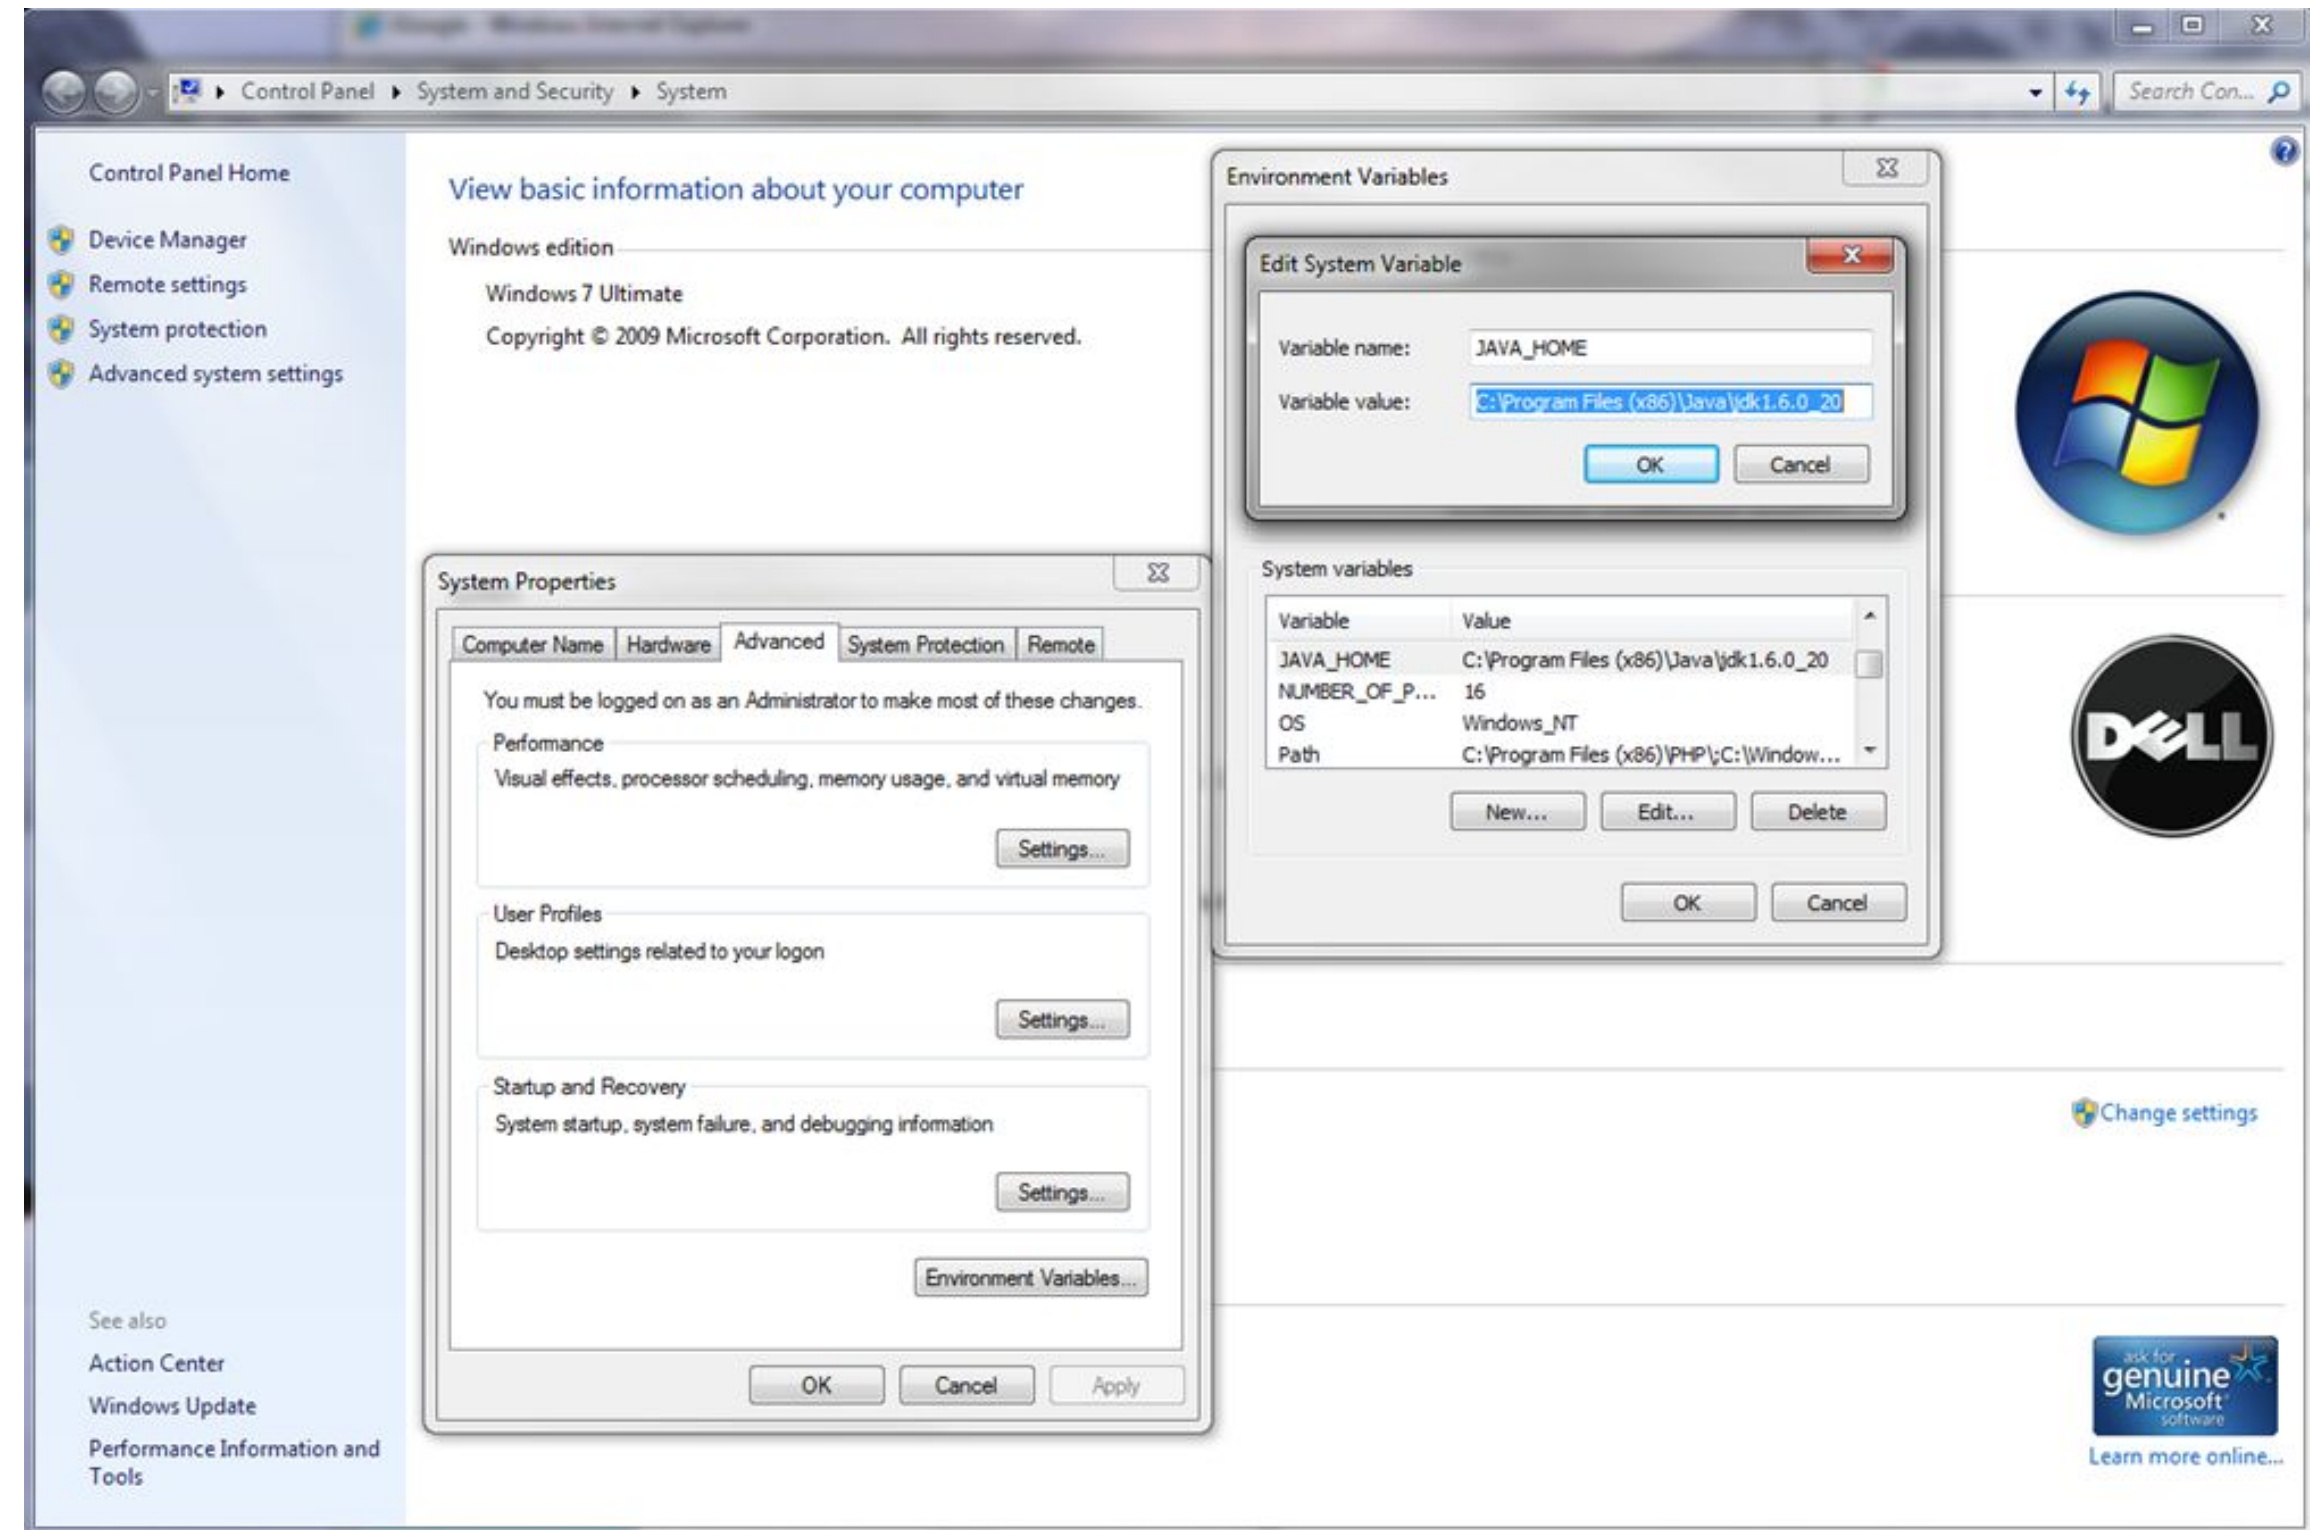 Control Panel
System and Security
System
Search Con...
Control Panel Home
Device Manager
Remote settings
System protection
Advanced system settings
See also
Action Center
Windows Update
Performance Information and
Tools
View basic information about your computer
Windows edition
Windows 7 Ultimate
Copyright © 2009 Microsoft Corporation. All rights reserved.
System Properties
Computer Name
Hardware
Advanced
System Protection
Remote
You must be logged on as an Administrator to make most of these changes.
Performance
Visual effects, processor scheduling, memory usage, and virtual memory
Settings...
User Profiles
Desktop settings related to your logon
Settings...
Startup and Recovery
System startup, system failure, and debugging information
Settings...
Environment Variables...
OK Cancel Apply
Environment Variables
Edit System Variable
Variable name: JAVA_HOME
Variable value: C:\Program Files (x86)\Java\jdk1.6.0_20
OK Cancel
System variables
Variable Value
JAVA_HOME C:\Program Files (x86)\Java\jdk1.6.0_20
NUMBER_OF_P... 16
OS Windows_NT
Path C:\Program Files (x86)\PHP\;C:\Window...
New... Edit... Delete
OK Cancel
DELL
Change settings
ask for
genuine
Microsoft
software
Learn more online...